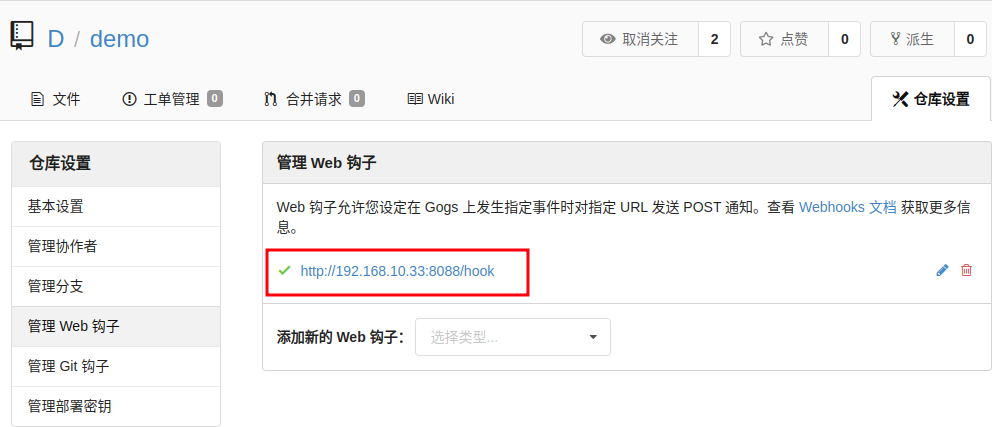 D / demo
取消关注 2 点赞 0 派生 0
文件 工单管理 0 合并请求 0 Wiki 仓库设置
仓库设置
基本设置
管理协作者
管理分支
管理 Web 钩子
管理 Git 钩子
管理部署密钥
管理 Web 钩子
Web 钩子允许您设定在 Gogs 上发生指定事件时对指定 URL 发送 POST 通知。查看 Webhooks 文档 获取更多信
息。
http://192.168.10.33:8088/hook
添加新的 Web 钩子： 选择类型...